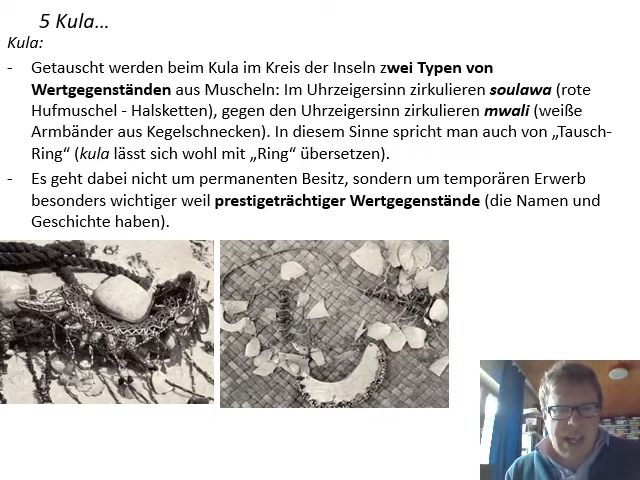 5 Kula…
Kula:
- Getauscht werden beim Kula im Kreis der Inseln zwei Typen von
Wertgegenständen aus Muscheln: Im Uhrzeigersinn zirkulieren soulawa (rote
Hufmuschel - Halsketten), gegen den Uhrzeigersinn zirkulieren mwali (weiße
Armbänder aus Kegelschnecken). In diesem Sinne spricht man auch von „Tausch-
Ring“ (kula lässt sich wohl mit „Ring“ übersetzen).
- Es geht dabei nicht um permanenten Besitz, sondern um temporären Erwerb
besonders wichtiger weil prestigeträchtiger Wertgegenstände (die Namen und
Geschichte haben).